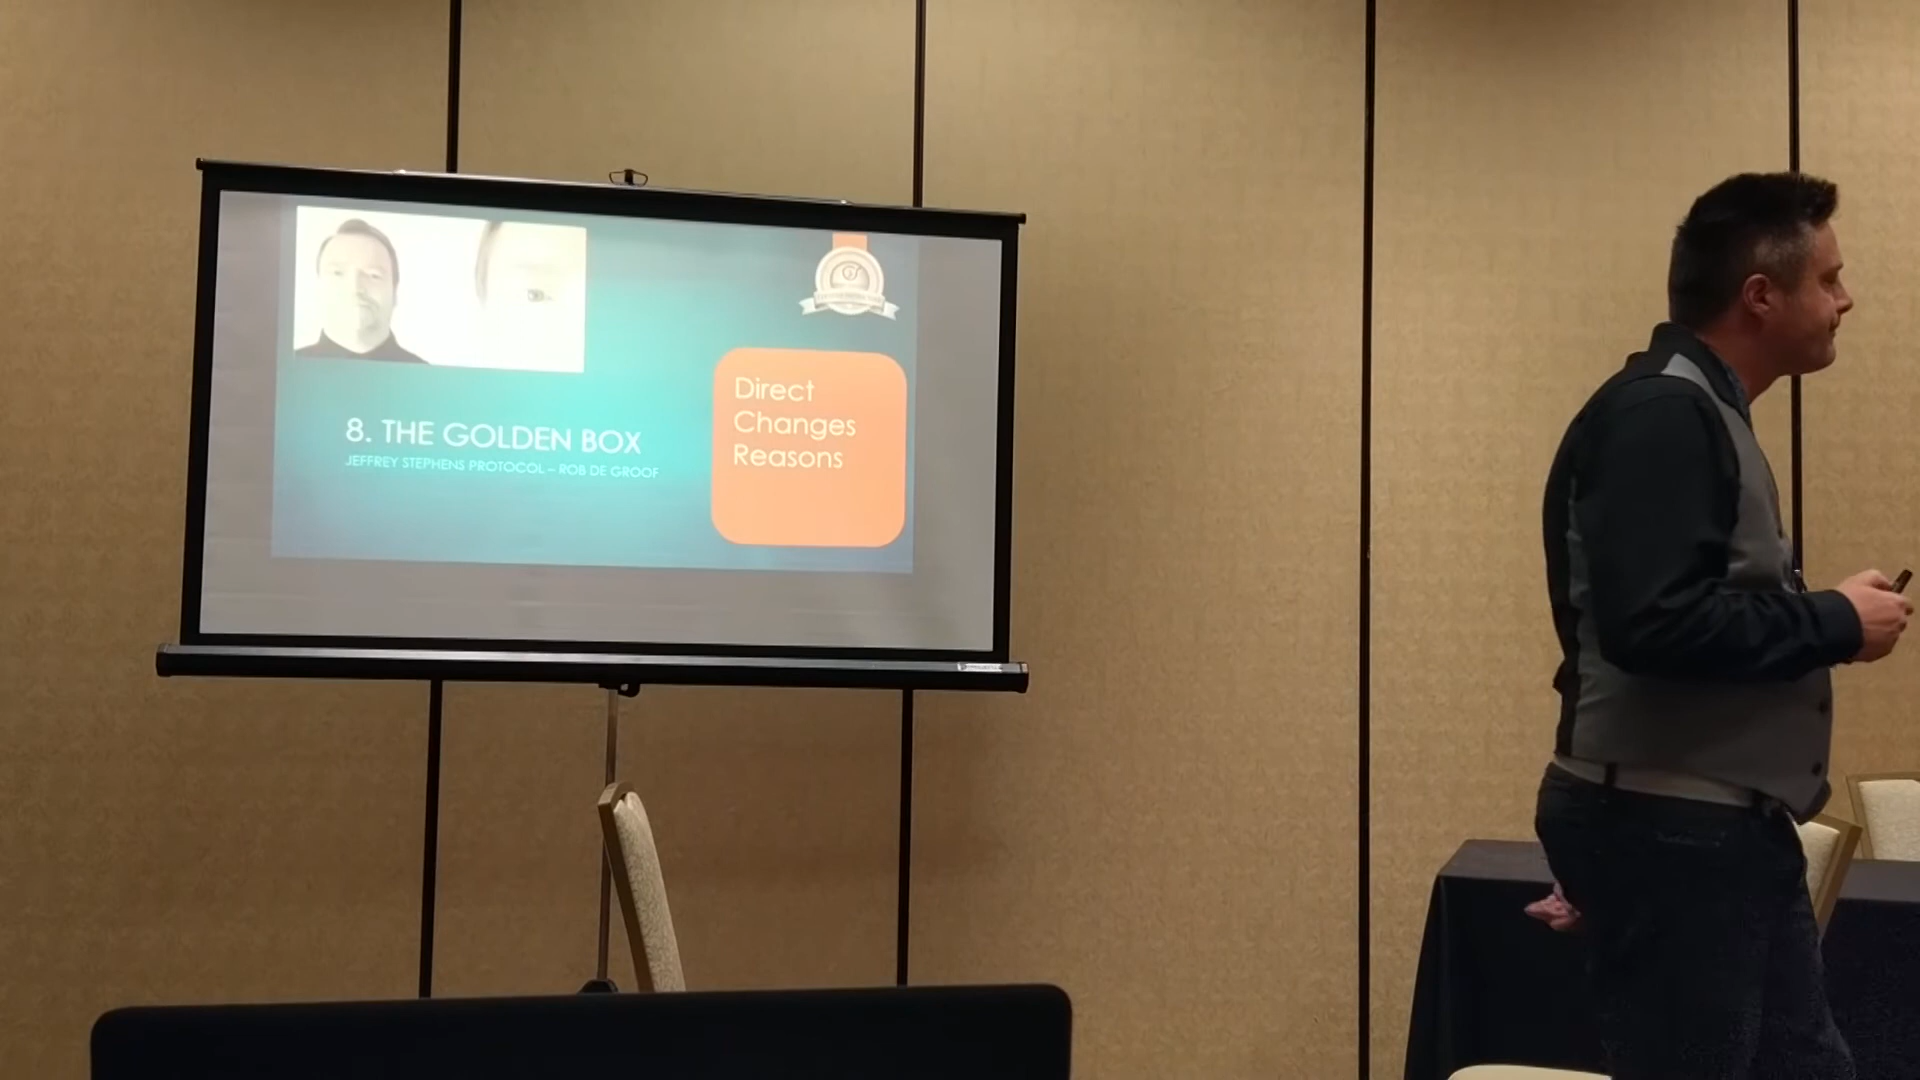 8. THE GOLDEN BOX
JEFFREY STEPHENS PROTOCOL – ROB DE GROOF
Direct
Changes
Reasons